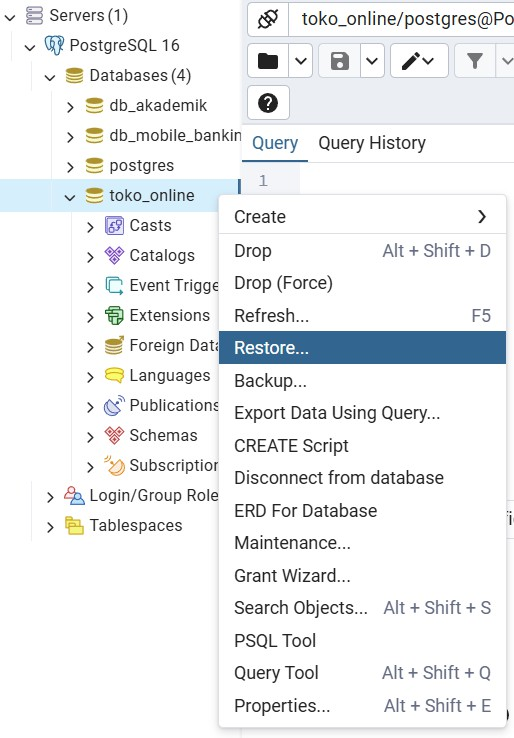 Servers (1)
PostgreSQL 16
Databases (4)
db_akademik
db_mobile_bankin
postgres
toko_online
Casts
Catalogs
Event Trigge
Extensions
Foreign Data
Languages
Publications
Schemas
Subscription
Login/Group Role
Tablespaces
toko_online/postgres@Po
Query Query History
1
Create
Drop Alt + Shift + D
Drop (Force)
Refresh... F5
Restore...
Backup...
Export Data Using Query...
CREATE Script
Disconnect from database
ERD For Database
Maintenance...
Grant Wizard...
Search Objects... Alt + Shift + S
PSQL Tool
Query Tool Alt + Shift + Q
Properties... Alt + Shift + E